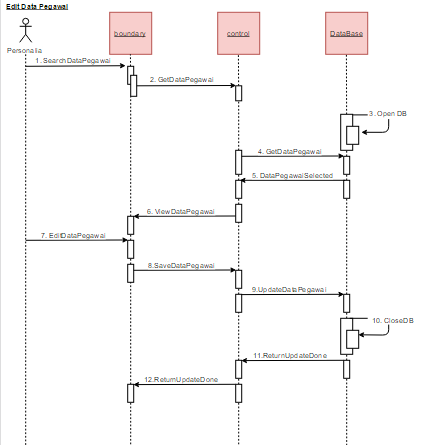 Edit Data Pegawai
boundary
control
DataBase
Personalia
1. SearchDataPegawai
2. GetDataPegawai
3. Open DB
4. GetDataPegawai
5. DataPegawaiSelected
6. ViewDataPegawai
7. EditDataPegawai
8.SaveDataPegawai
9.UpdateDataPegawai
10. CloseDB
11.ReturnUpdateDone
12.ReturnUpdateDone